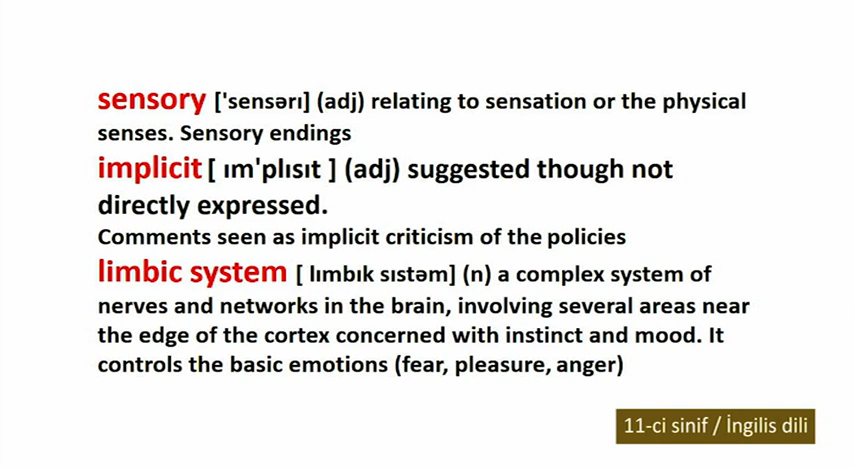 sensory ['sensərı] (adj) relating to sensation or the physical
senses. Sensory endings
implicit [ ım'plısıt ] (adj) suggested though not
directly expressed.
Comments seen as implicit criticism of the policies
limbic system [ lımbık sıstəm] (n) a complex system of
nerves and networks in the brain, involving several areas near
the edge of the cortex concerned with instinct and mood. It
controls the basic emotions (fear, pleasure, anger)
11-ci sinif / İngilis dili